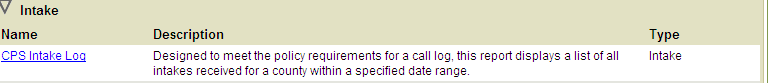 Intake
Name Description Type
CPS Intake Log Designed to meet the policy requirements for a call log, this report displays a list of all Intake
intakes received for a county within a specified date range.